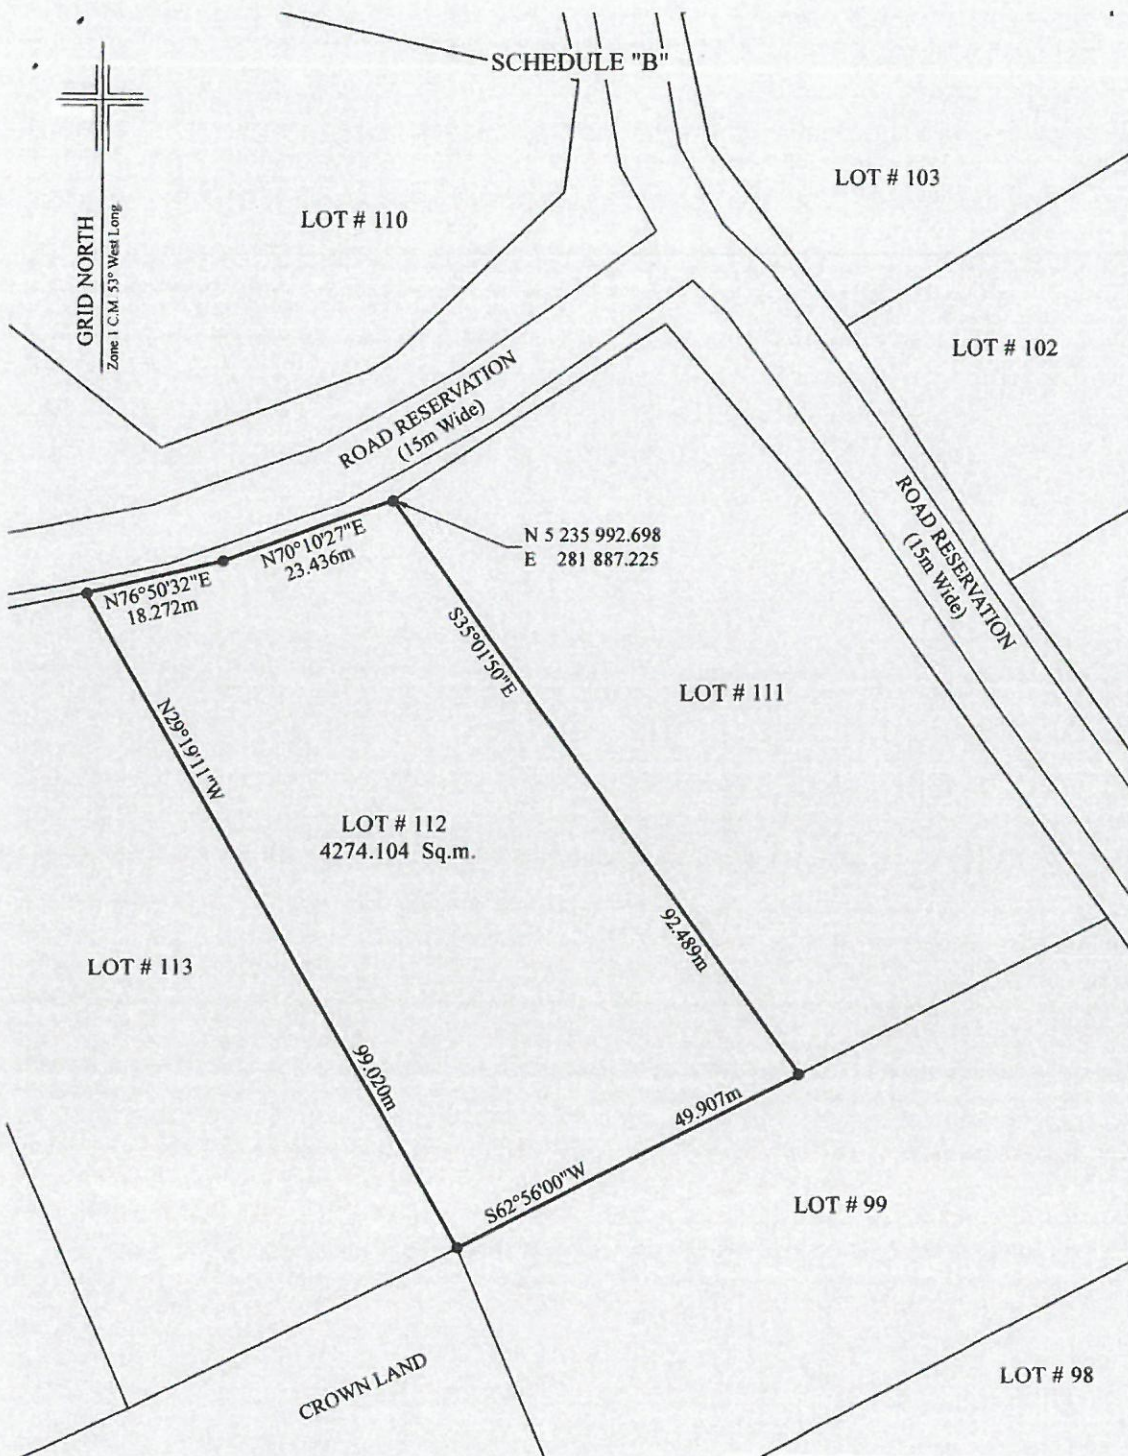 SCHEDULE "B"
GRID NORTH
Zone 1 C.M. 53° West Long.
LOT # 110
LOT # 103
LOT # 102
ROAD RESERVATION
(15m Wide)
ROAD RESERVATION
(15m Wide)
N 5 235 992.698
E 281 887.225
N70°10'27"E
23.436m
N76°50'32"E
18.272m
S35°01'50"E
92.489m
LOT # 111
N29°19'11"W
99.020m
LOT # 112
4274.104 Sq.m.
LOT # 113
49.907m
S62°56'00"W
LOT # 99
CROWN LAND
LOT # 98